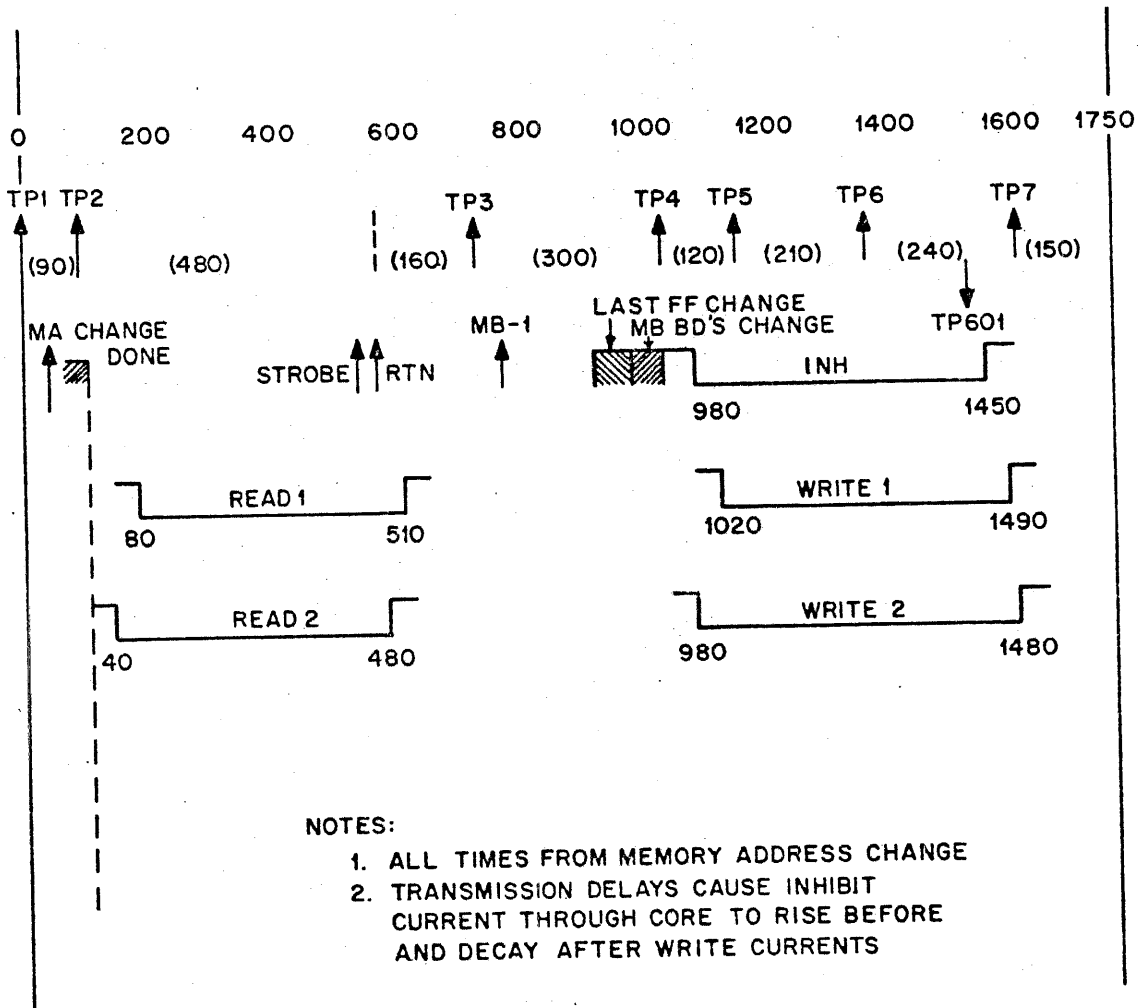 0 200 400 600 800 1000 1200 1400 1600 1750
TP1 TP2 TP3 TP4 TP5 TP6 TP7
(90) (480) (160) (300) (120) (210) (240) (150)
MA CHANGE
DONE
STROBE RTN
MB-1
LAST FF CHANGE
MB BD'S CHANGE
TP601
INH
980 1450
READ 1
80 510
WRITE 1
1020 1490
READ 2
40 480
WRITE 2
980 1480
NOTES:
1. ALL TIMES FROM MEMORY ADDRESS CHANGE
2. TRANSMISSION DELAYS CAUSE INHIBIT
CURRENT THROUGH CORE TO RISE BEFORE
AND DECAY AFTER WRITE CURRENTS